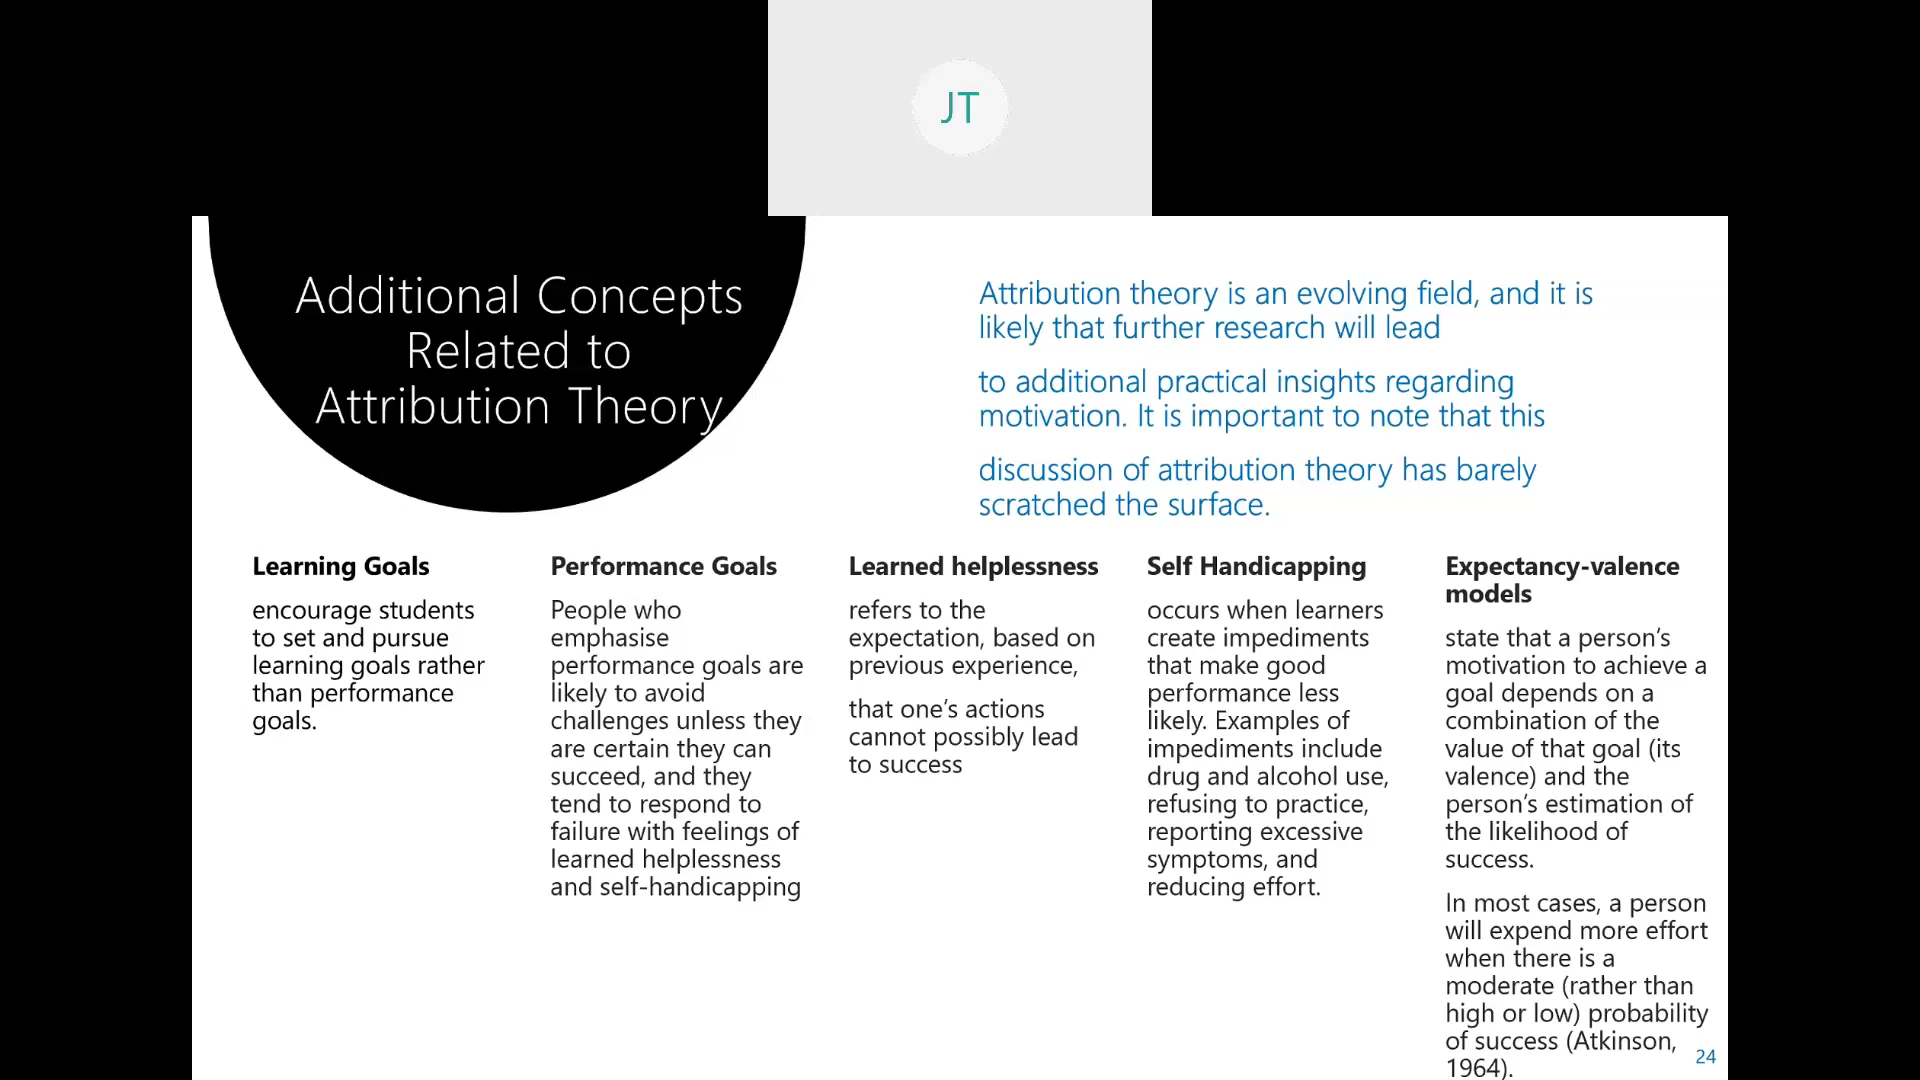 JT
Additional Concepts
Related to
Attribution Theory
Attribution theory is an evolving field, and it is
likely that further research will lead
to additional practical insights regarding
motivation. It is important to note that this
discussion of attribution theory has barely
scratched the surface.
Learning Goals
encourage students
to set and pursue
learning goals rather
than performance
goals.
Performance Goals
People who
emphasise
performance goals are
likely to avoid
challenges unless they
are certain they can
succeed, and they
tend to respond to
failure with feelings of
learned helplessness
and self-handicapping
Learned helplessness
refers to the
expectation, based on
previous experience,
that one’s actions
cannot possibly lead
to success
Self Handicapping
occurs when learners
create impediments
that make good
performance less
likely. Examples of
impediments include
drug and alcohol use,
refusing to practice,
reporting excessive
symptoms, and
reducing effort.
Expectancy-valence
models
state that a person’s
motivation to achieve a
goal depends on a
combination of the
value of that goal (its
valence) and the
person’s estimation of
the likelihood of
success.
In most cases, a person
will expend more effort
when there is a
moderate (rather than
high or low) probability
of success (Atkinson,
1964).
24